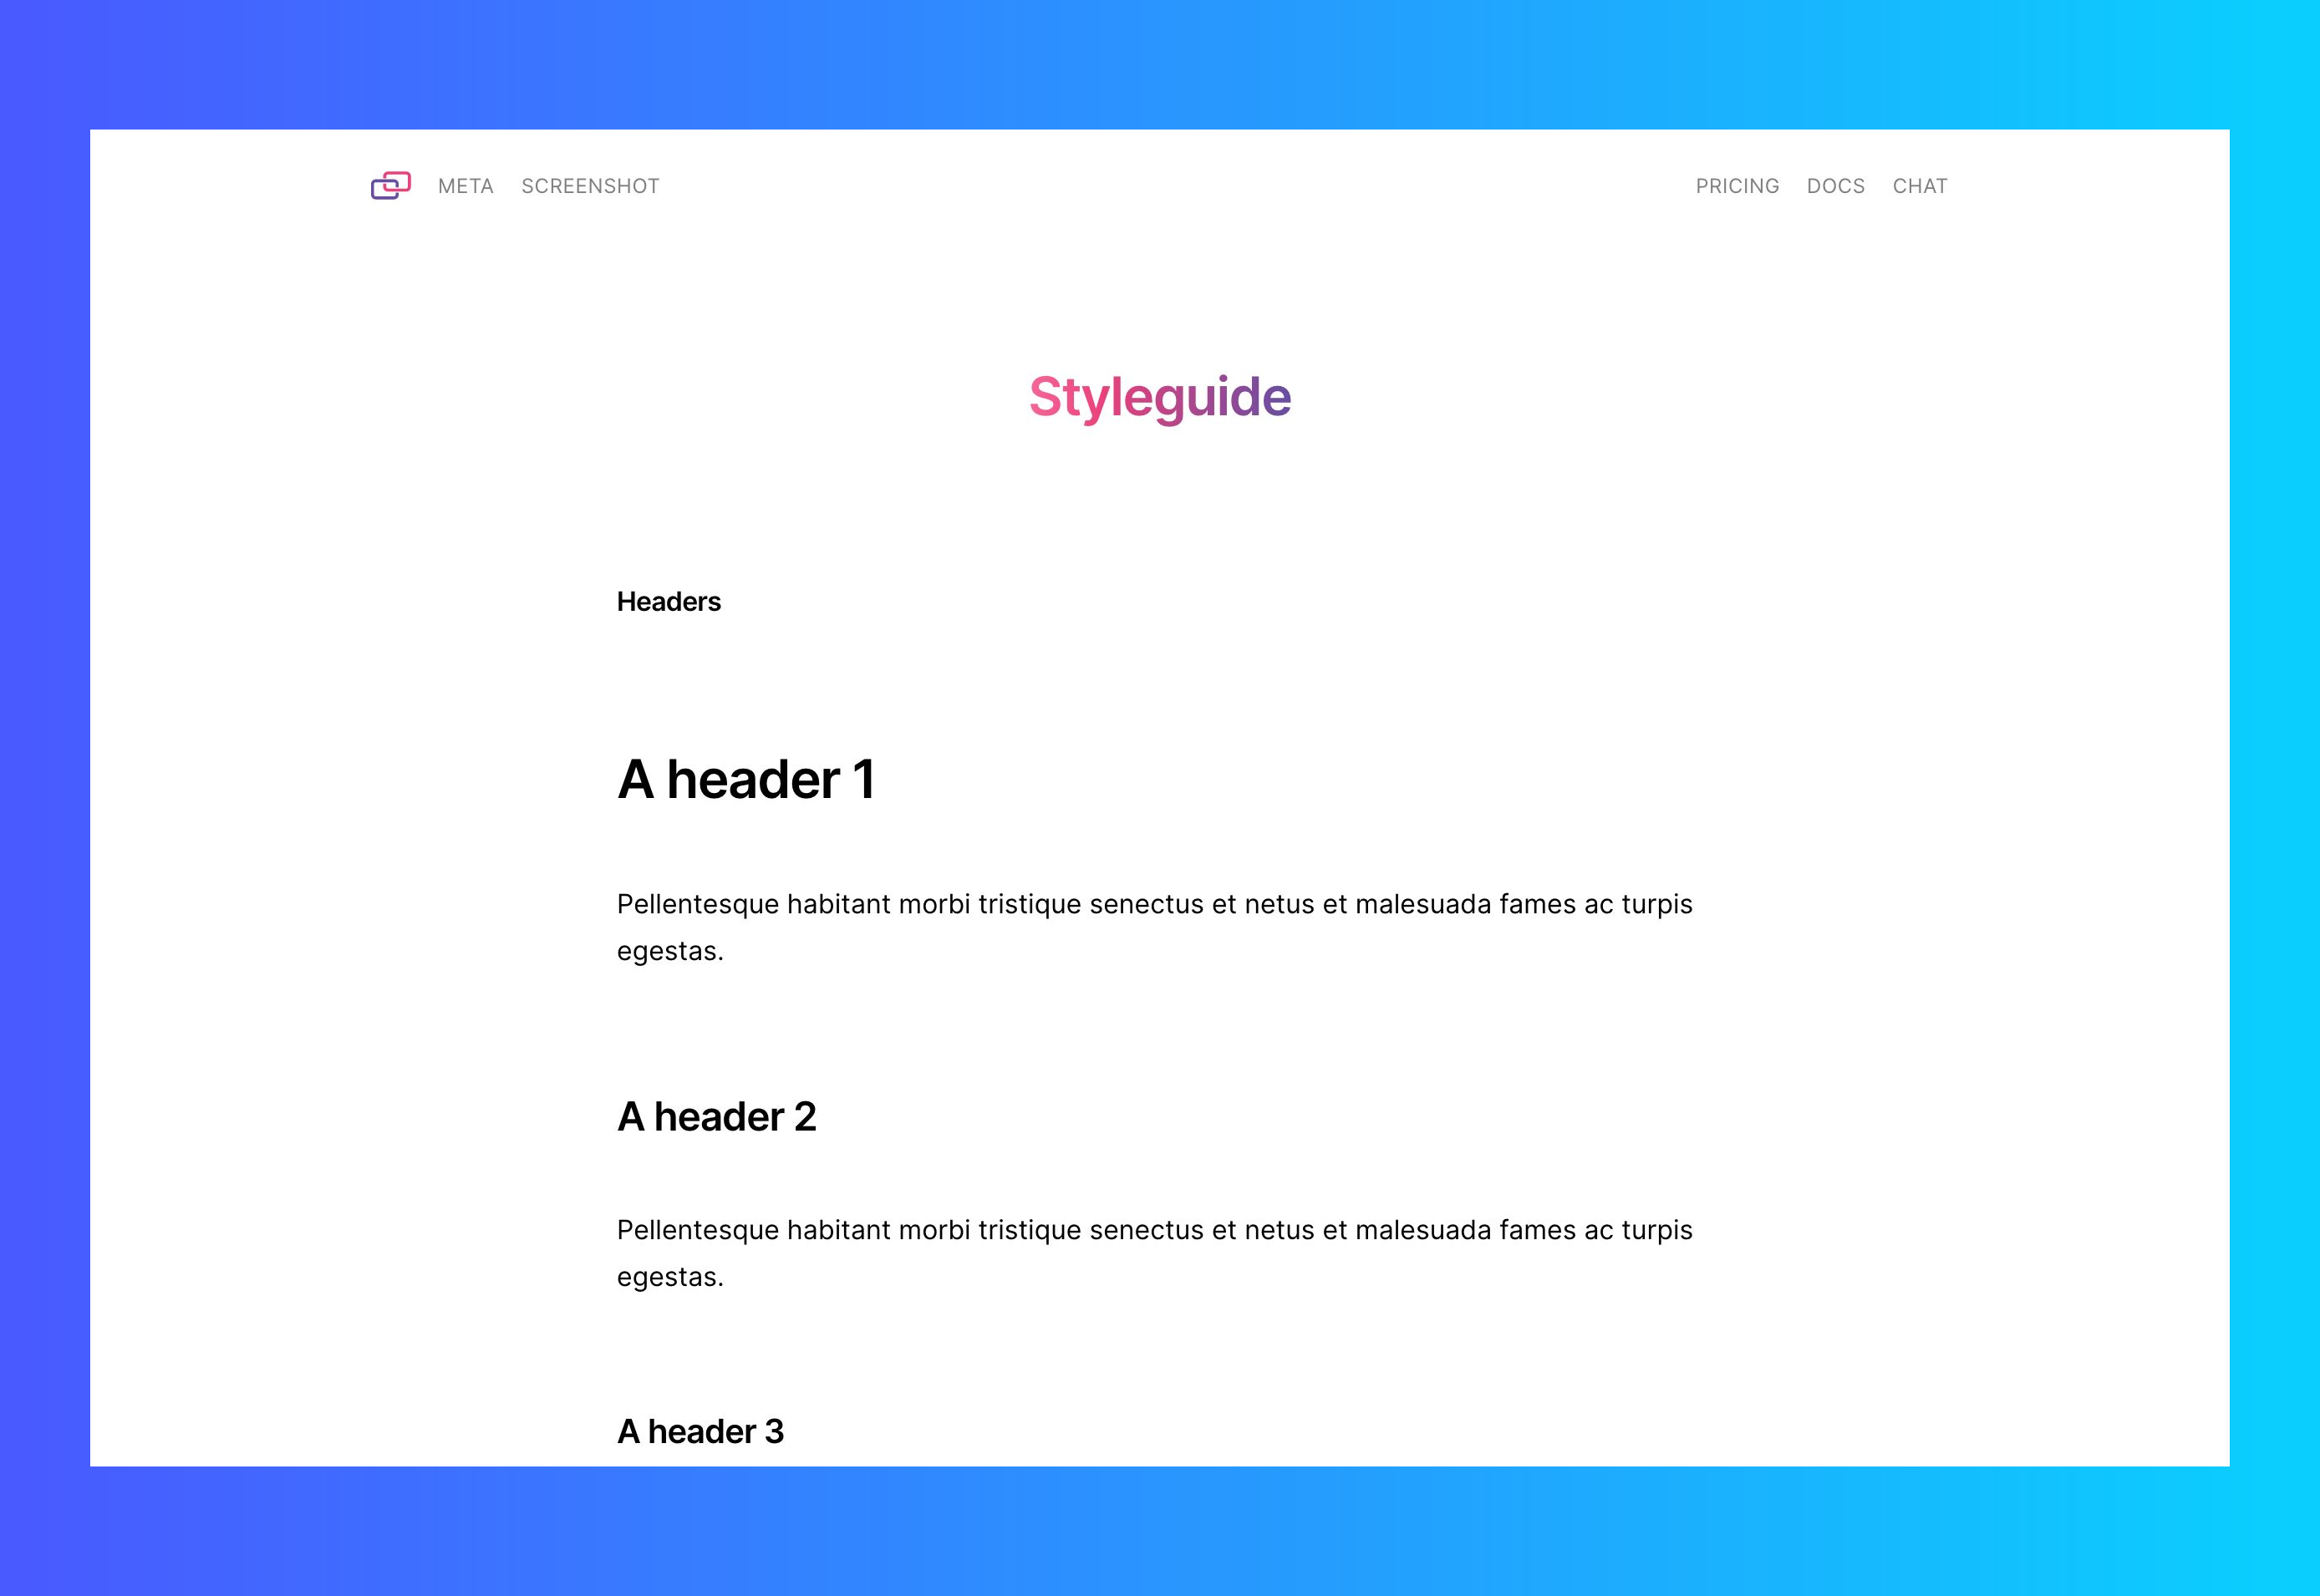 META SCREENSHOT PRICING DOCS CHAT
Styleguide
Headers
A header 1
Pellentesque habitant morbi tristique senectus et netus et malesuada fames ac turpis
egestas.
A header 2
Pellentesque habitant morbi tristique senectus et netus et malesuada fames ac turpis
egestas.
A header 3